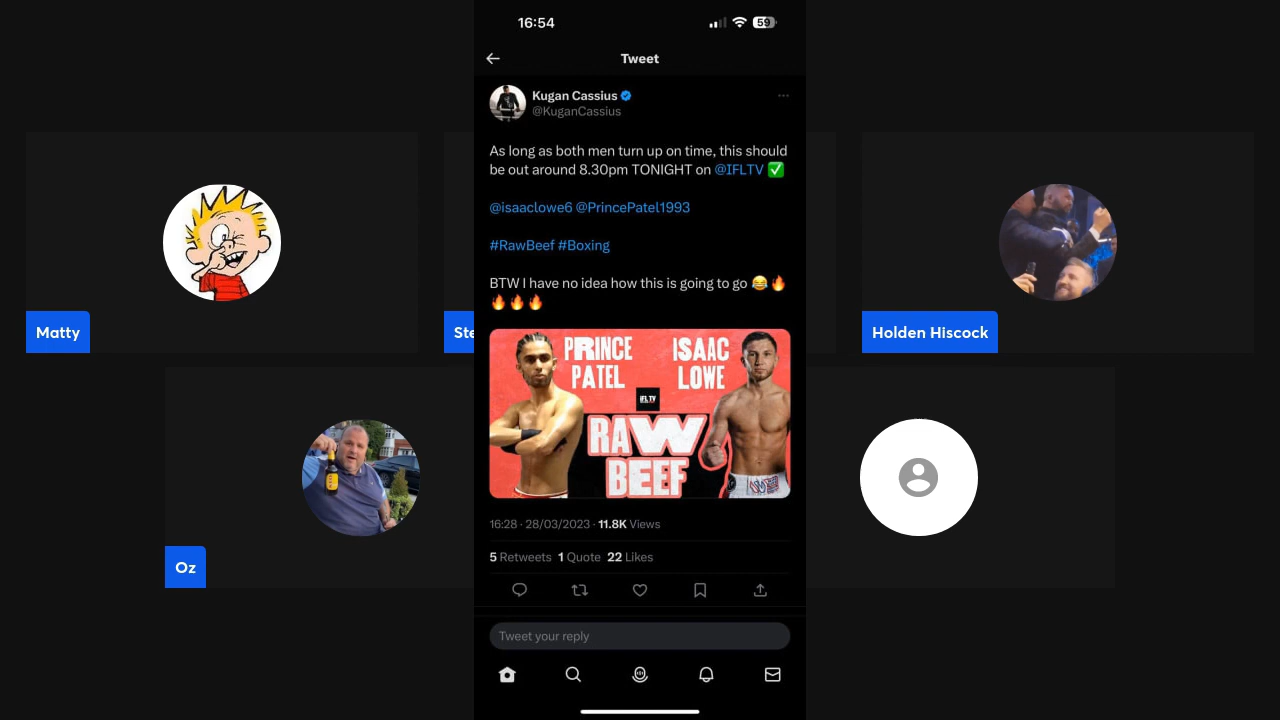 16:54
59
Tweet
Kugan Cassius
@KuganCassius
As long as both men turn up on time, this should
be out around 8.30pm TONIGHT on @IFLTV ✅
@isaaclowe6 @PrincePatel1993
#RawBeef #Boxing
BTW I have no idea how this is going to go 😂🔥
🔥🔥🔥
PRINCE
PATEL
ISAAC
LOWE
IFL TV
RAW
BEEF
16:28 · 28/03/2023 · 11.8K Views
5 Retweets 1 Quote 22 Likes
Tweet your reply
Matty
Ste
Holden Hiscock
Oz